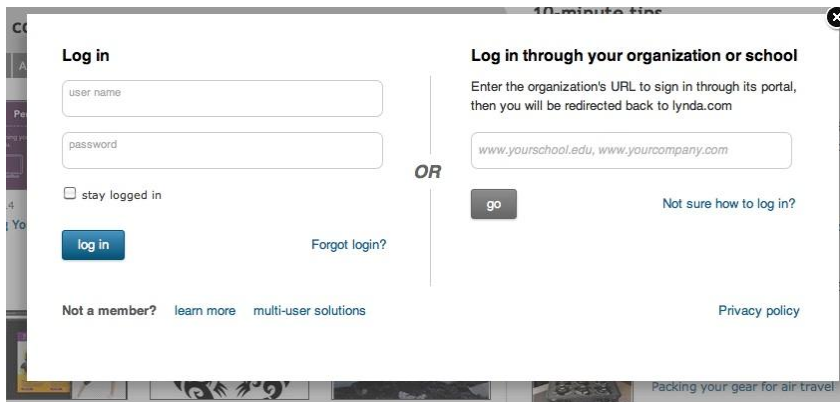 10-minute tips
Log in
user name
password
stay logged in
log in
Forgot login?
OR
Log in through your organization or school
Enter the organization's URL to sign in through its portal,
then you will be redirected back to lynda.com
www.yourschool.edu, www.yourcompany.com
go
Not sure how to log in?
Not a member? learn more multi-user solutions
Privacy policy
Packing your gear for air travel